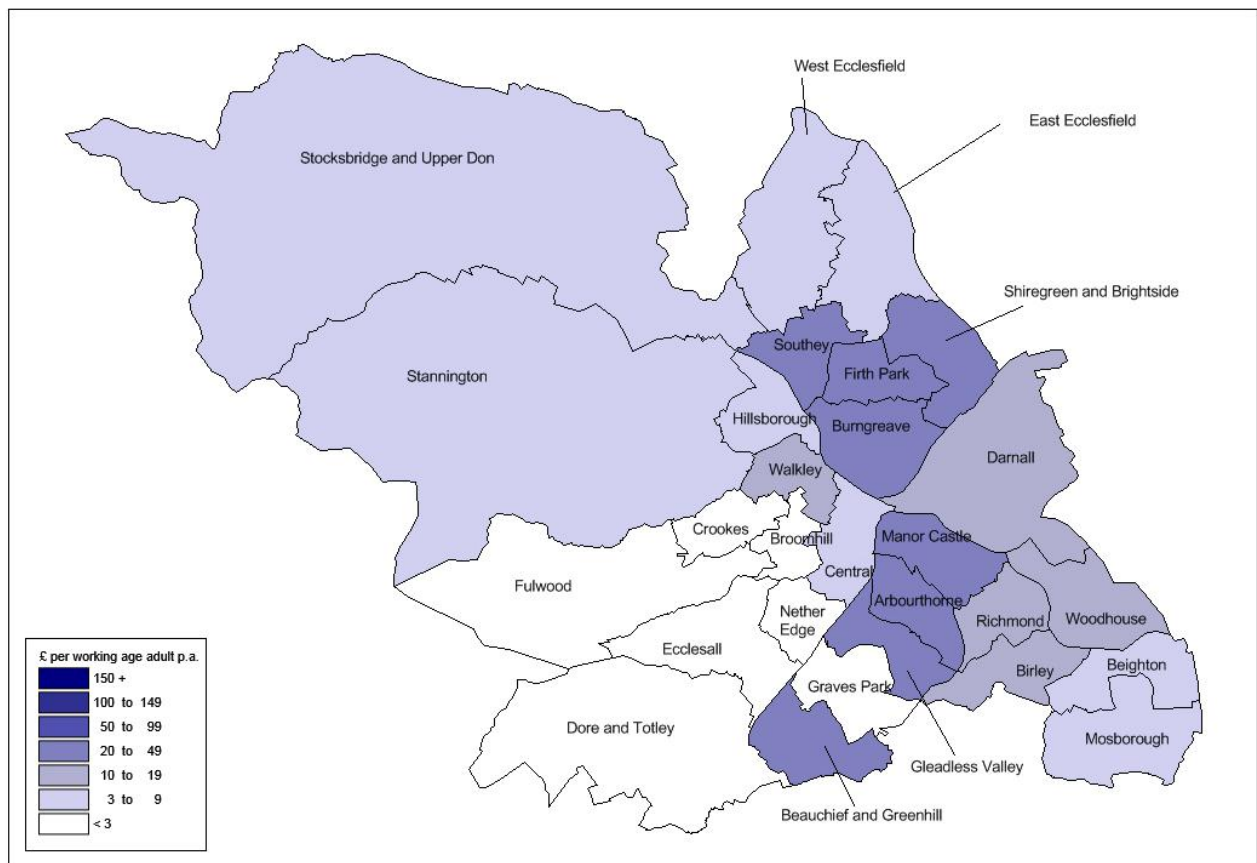 West Ecclesfield
East Ecclesfield
Stocksbridge and Upper Don
Shiregreen and Brightside
Southey
Firth Park
Stannington
Hillsborough
Burngreave
Darnall
Walkley
Crookes
Broomhill
Manor Castle
Central
Fulwood
Arbourthorne
Nether
Edge
Richmond
Woodhouse
Ecclesall
Birley
Beighton
Graves Park
Dore and Totley
Mosborough
Gleadless Valley
Beauchief and Greenhill
£ per working age adult p.a.
150 +
100 to 149
50 to 99
20 to 49
10 to 19
3 to 9
< 3